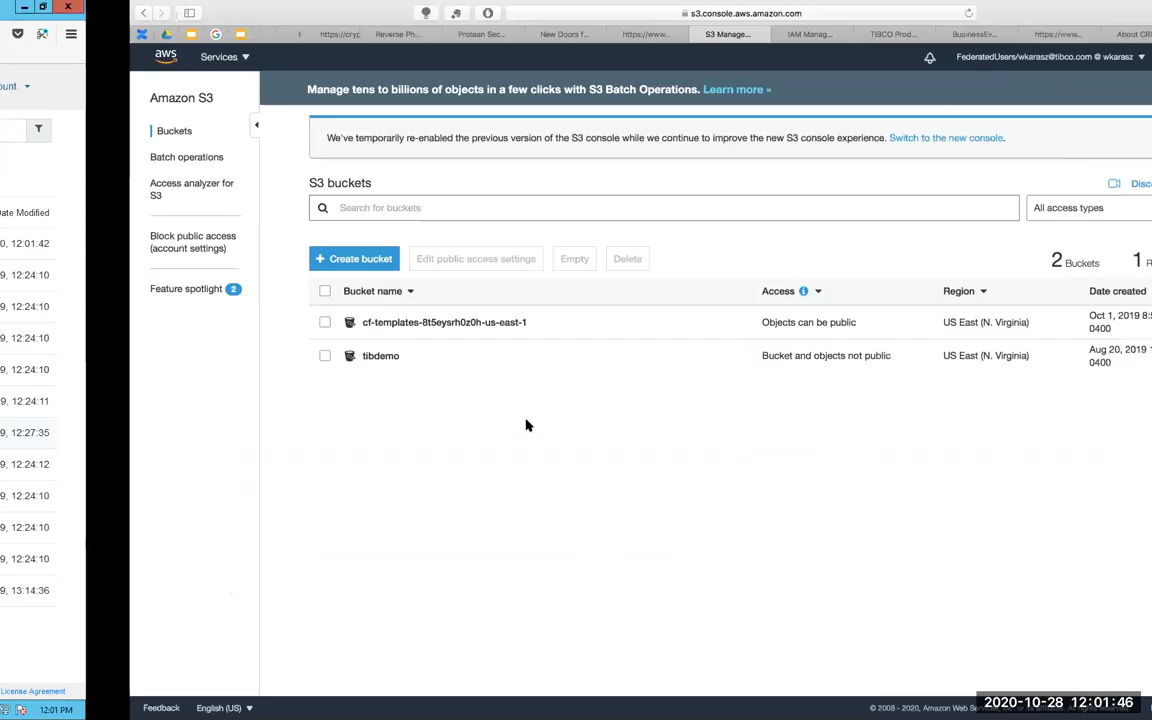 s3.console.aws.amazon.com
https://cryp
Reverse Ph...
Protean Sec...
New Doors f...
https://www...
S3 Manage...
IAM Manag...
TIBCO Prod...
BusinessEv...
https://www...
About CR
aws
Services
FederatedUsers/wkarasz@tibco.com @ wkarasz
ount.
Amazon S3
Manage tens to billions of objects in a few clicks with S3 Batch Operations. Learn more »
Buckets
We've temporarily re-enabled the previous version of the S3 console while we continue to improve the new S3 console experience. Switch to the new console.
Batch operations
Access analyzer for
S3
S3 buckets
Disc
Search for buckets
All access types
ate Modified
Block public access
(account settings)
0, 12:01:42
Create bucket
Edit public access settings
Empty
Delete
2 Buckets
1 R
9, 12:24:10
Feature spotlight 2
Bucket name
Access
Region
Date created
9, 12:24:10
cf-templates-8t5eysrh0z0h-us-east-1
Objects can be public
US East (N. Virginia)
Oct 1, 2019 8:5
0400
9, 12:24:10
tibdemo
Bucket and objects not public
US East (N. Virginia)
Aug 20, 2019 1
0400
9, 12:24:10
9, 12:24:11
9, 12:27:35
9, 12:24:12
9, 12:24:10
9, 12:24:10
9, 12:24:10
9, 13:14:36
License Agreement
12:01 PM
Feedback
English (US)
© 2008 - 2020, Amazon Web
2020-10-28 12:01:46